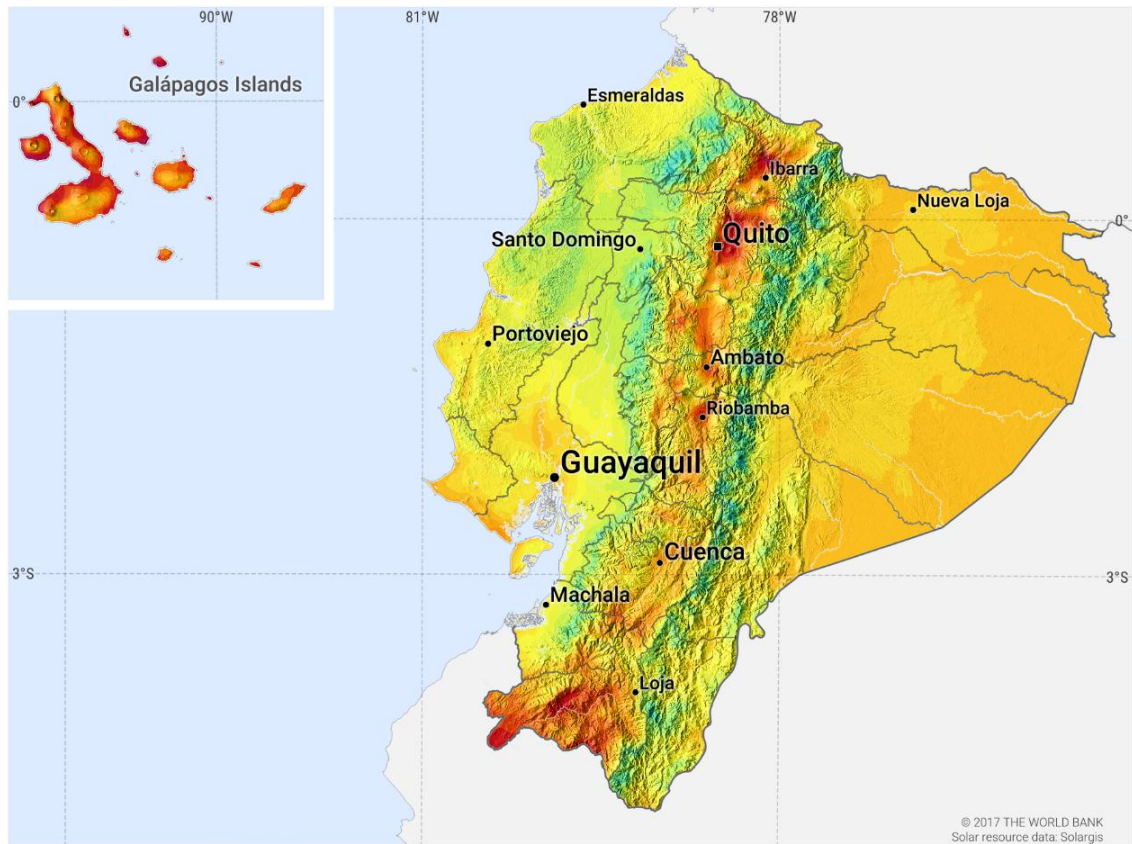 90°W
81°W
78°W
Galápagos Islands
0°
Esmeraldas
Ibarra
Nueva Loja
0°
Quito
Santo Domingo
Portoviejo
Ambato
Riobamba
Guayaquil
Cuenca
3°S
3°S
Machala
Loja
© 2017 THE WORLD BANK
Solar resource data: Solargis